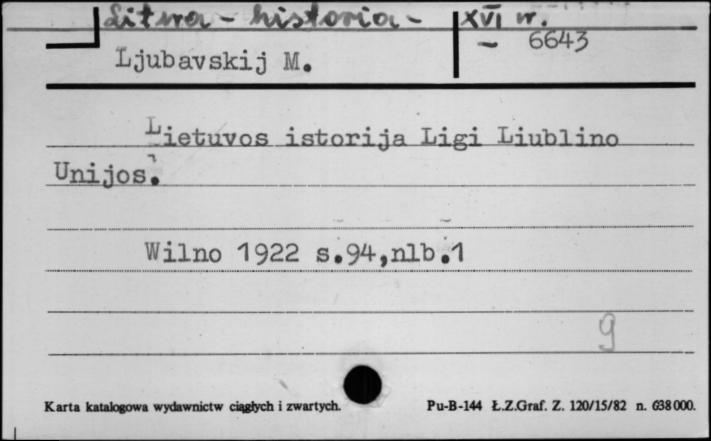 Litwa - historia - XVI w.
Ljubavskij M. - 6643
Lietuvos istorija Ligi Liublino
Unijos.
Wilno 1922 s.94,nlb.1
g
Karta katalogowa wydawnictw ciągłych i zwartych. Pu-B-144 Ł.Z.Graf. Z. 120/15/82 n. 638000.